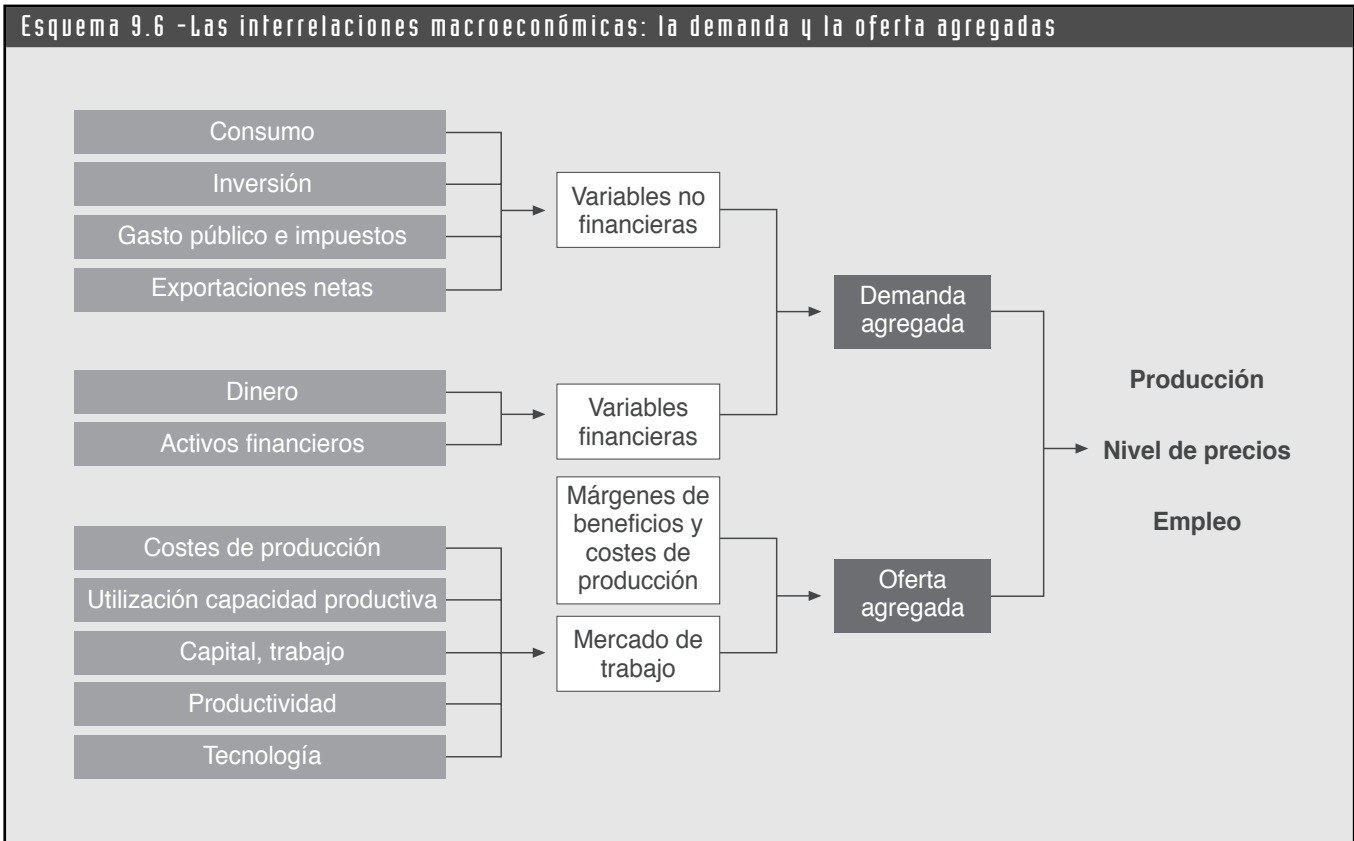 Esquema 9.6 -Las interrelaciones macroeconómicas: la demanda y la oferta agregadas
Consumo
Inversión
Gasto público e impuestos
Exportaciones netas
Variables no
financieras
Dinero
Activos financieros
Variables
financieras
Demanda
agregada
Costes de producción
Utilización capacidad productiva
Capital, trabajo
Productividad
Tecnología
Márgenes de
beneficios y
costes de
producción
Mercado de
trabajo
Oferta
agregada
Producción
Nivel de precios
Empleo